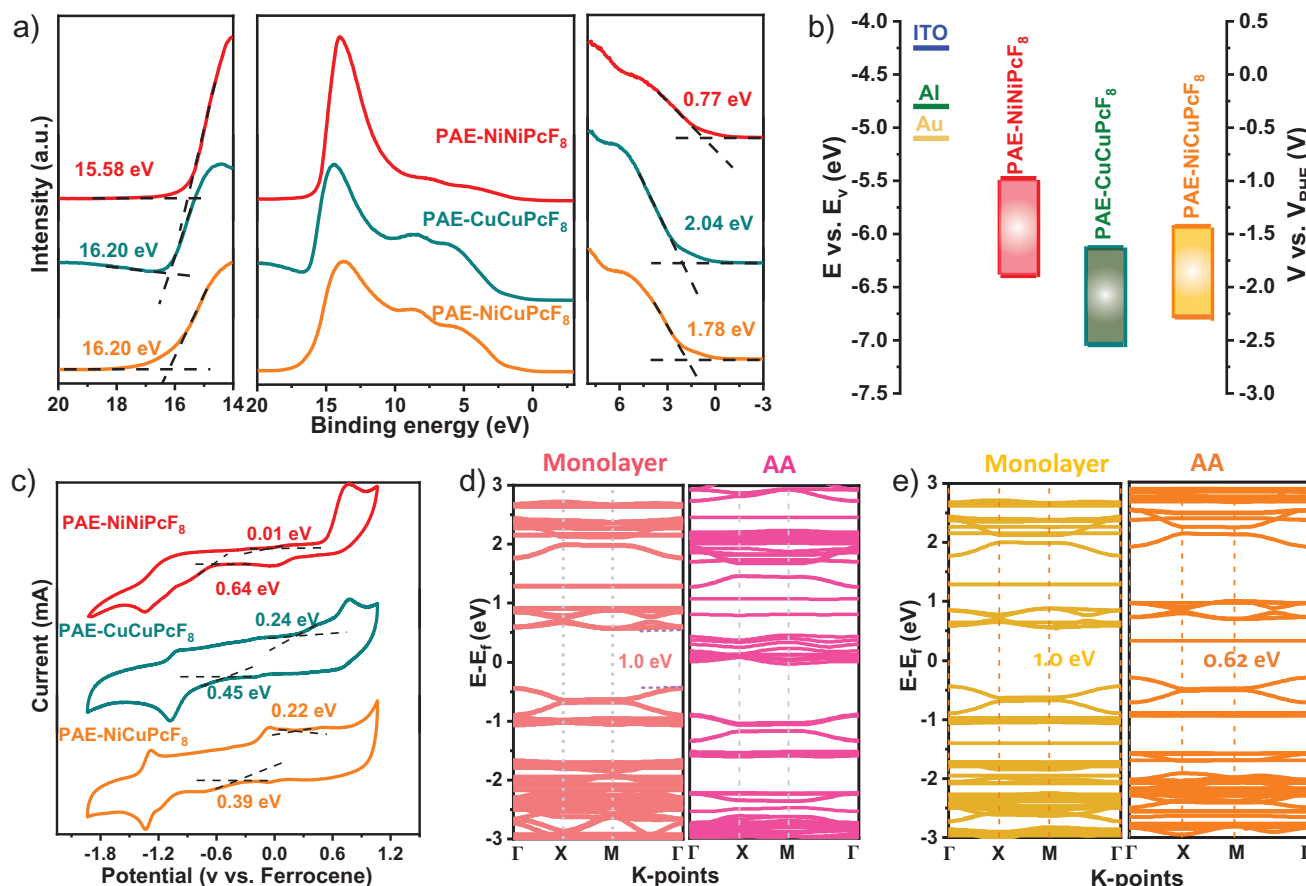 a)
Intensity (a.u.)
15.58 eV
16.20 eV
16.20 eV
20 18 16 14
PAE-NiNiPcF8
PAE-CuCuPcF8
PAE-NiCuPcF8
20 15 10 5 0
0.77 eV
2.04 eV
1.78 eV
6 3 0 -3
Binding energy (eV)
b)
E vs. Ev (eV)
-4.0
-4.5
-5.0
-5.5
-6.0
-6.5
-7.0
-7.5
ITO
Al
Au
PAE-NiNiPcF8
PAE-CuCuPcF8
PAE-NiCuPcF8
0.5
0.0
-0.5
-1.0
-1.5
-2.0
-2.5
-3.0
V vs. VRHE (V)
c)
Current (mA)
PAE-NiNiPcF8
0.01 eV
0.64 eV
PAE-CuCuPcF8
0.24 eV
0.45 eV
PAE-NiCuPcF8
0.22 eV
0.39 eV
-1.8 -1.2 -0.6 0.0 0.6 1.2
Potential (v vs. Ferrocene)
d)
Monolayer AA
E-Ef (eV)
3
2
1
0
-1
-2
-3
1.0 eV
Γ X M Γ X M Γ
K-points
e)
Monolayer AA
E-Ef (eV)
3
2
1
0
-1
-2
-3
1.0 eV 0.62 eV
Γ X M Γ X M Γ
K-points